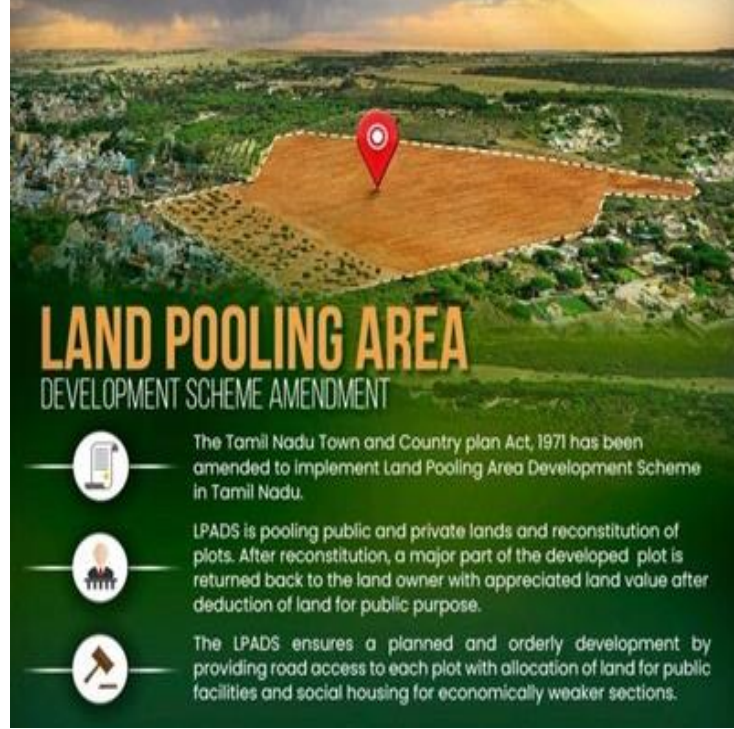 LAND POOLING AREA
DEVELOPMENT SCHEME AMENDMENT
The Tamil Nadu Town and Country plan Act, 1971 has been
amended to implement Land Pooling Area Development Scheme
in Tamil Nadu.
LPADS is pooling public and private lands and reconstitution of
plots. After reconstitution, a major part of the developed plot is
returned back to the land owner with appreciated land value after
deduction of land for public purpose.
The LPADS ensures a planned and orderly development by
providing road access to each plot with allocation of land for public
facilities and social housing for economically weaker sections.